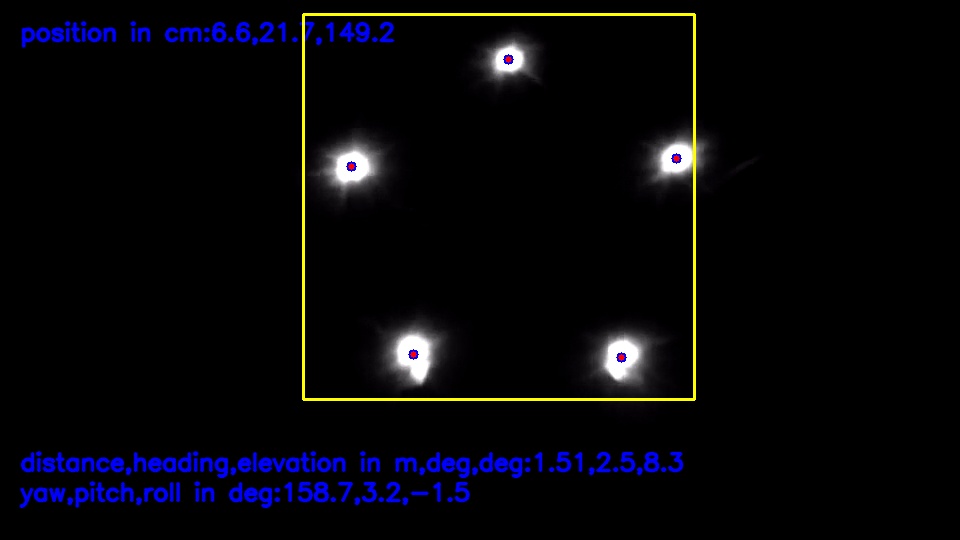 position in cm:6.6,21.7,149.2
distance,heading,elevation in m,deg,deg:1.51,2.5,8.3
yaw,pitch,roll in deg:158.7,3.2,-1.5